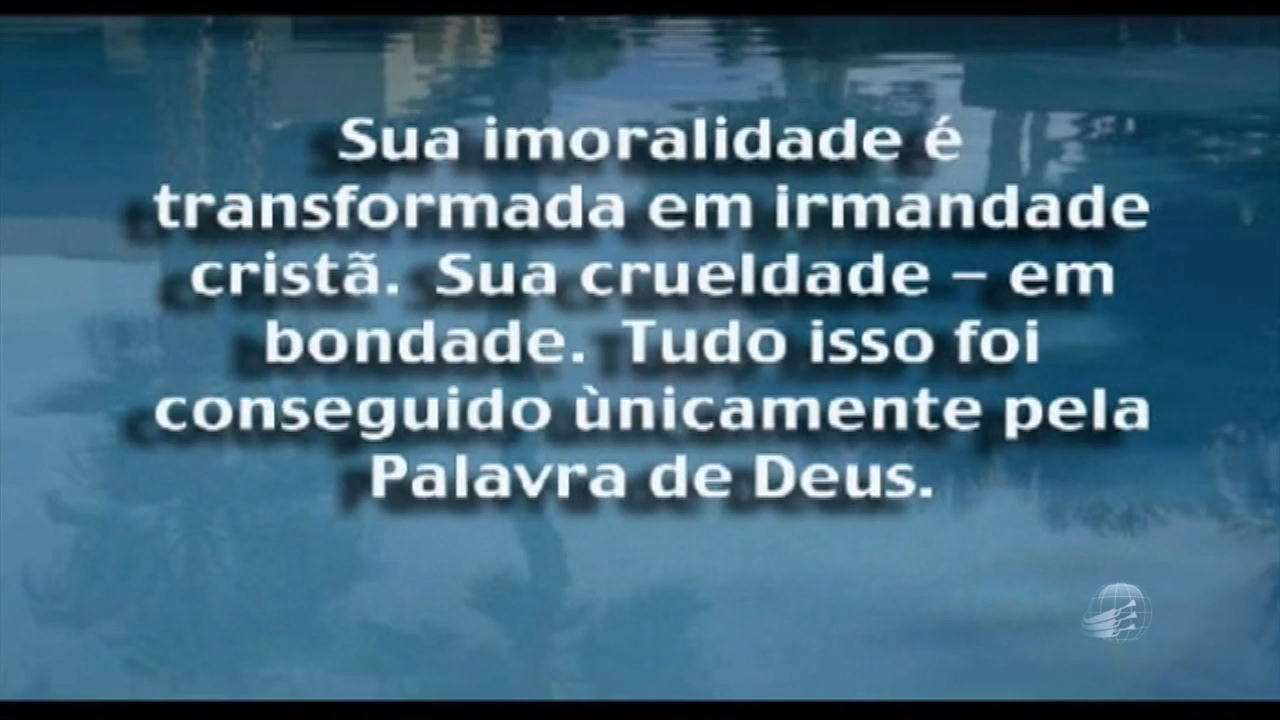 Sua imoralidade é
transformada em irmandade
cristã.  Sua crueldade – em
bondade.  Tudo isso foi
conseguido ùnicamente pela
Palavra de Deus.